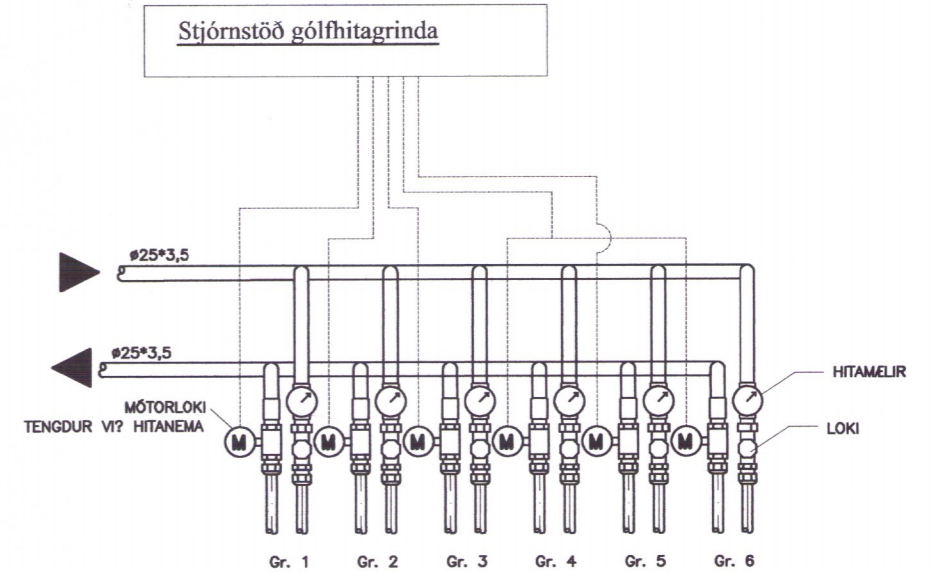 Stjórnstöð gólfhitagrinda
ø25*3,5
ø25*3,5
HITAMÆLIR
MÓTORLOKI
TENGDUR VI? HITANEMA
LOKI
M M M M M M
Gr. 1 Gr. 2 Gr. 3 Gr. 4 Gr. 5 Gr. 6